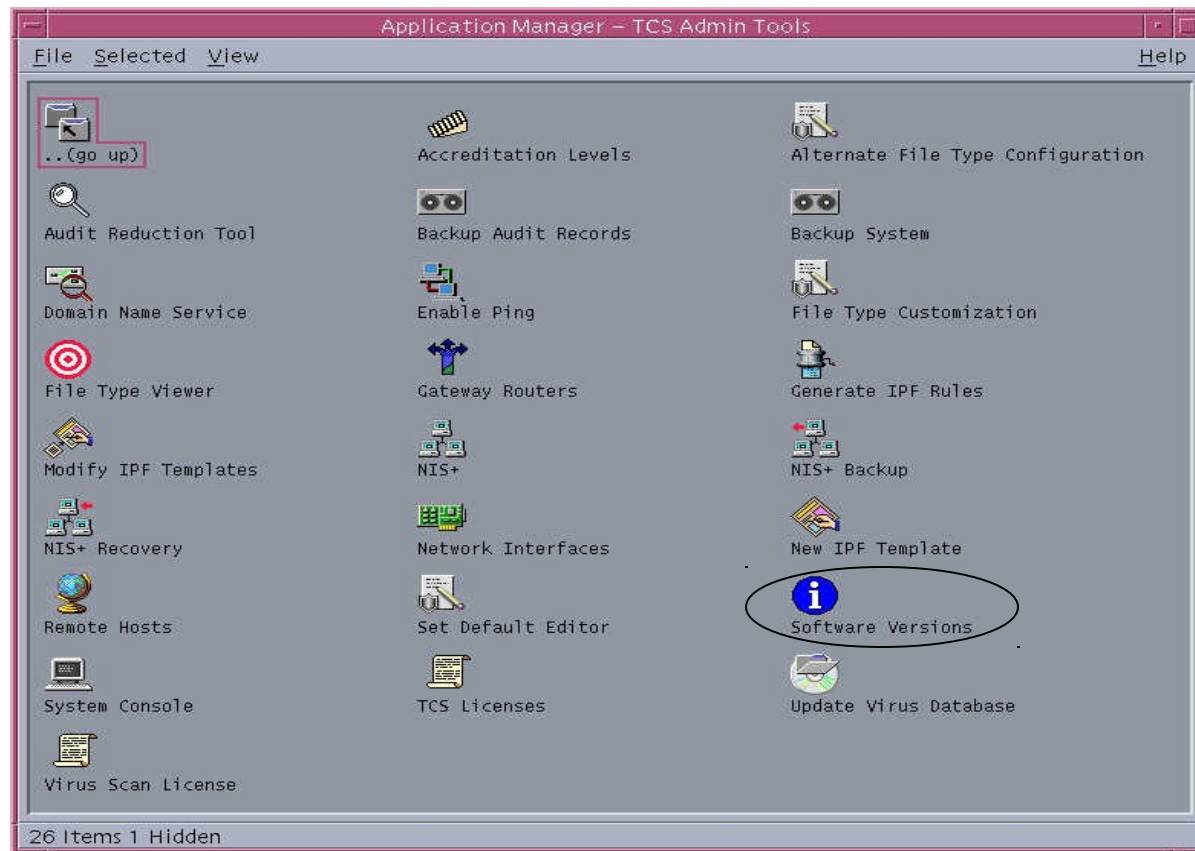 Application Manager – TCS Admin Tools
File Selected View Help
..(go up) Accreditation Levels Alternate File Type Configuration
Audit Reduction Tool Backup Audit Records Backup System
Domain Name Service Enable Ping File Type Customization
File Type Viewer Gateway Routers Generate IPF Rules
Modify IPF Templates NIS+ NIS+ Backup
NIS+ Recovery Network Interfaces New IPF Template
Remote Hosts Set Default Editor Software Versions
System Console TCS Licenses Update Virus Database
Virus Scan License
26 Items 1 Hidden